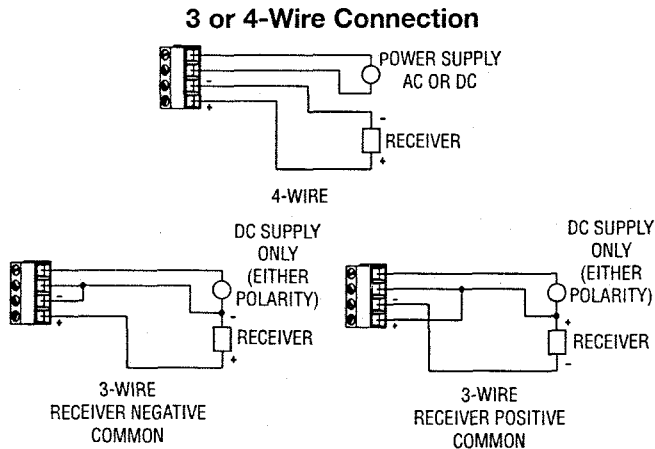 3 or 4-Wire Connection
POWER SUPPLY
AC OR DC
-
+
-
RECEIVER
+
4-WIRE
DC SUPPLY
ONLY
(EITHER
POLARITY)
-
+
-
RECEIVER
+
3-WIRE
RECEIVER NEGATIVE
COMMON
DC SUPPLY
ONLY
(EITHER
POLARITY)
-
+
+
RECEIVER
-
3-WIRE
RECEIVER POSITIVE
COMMON